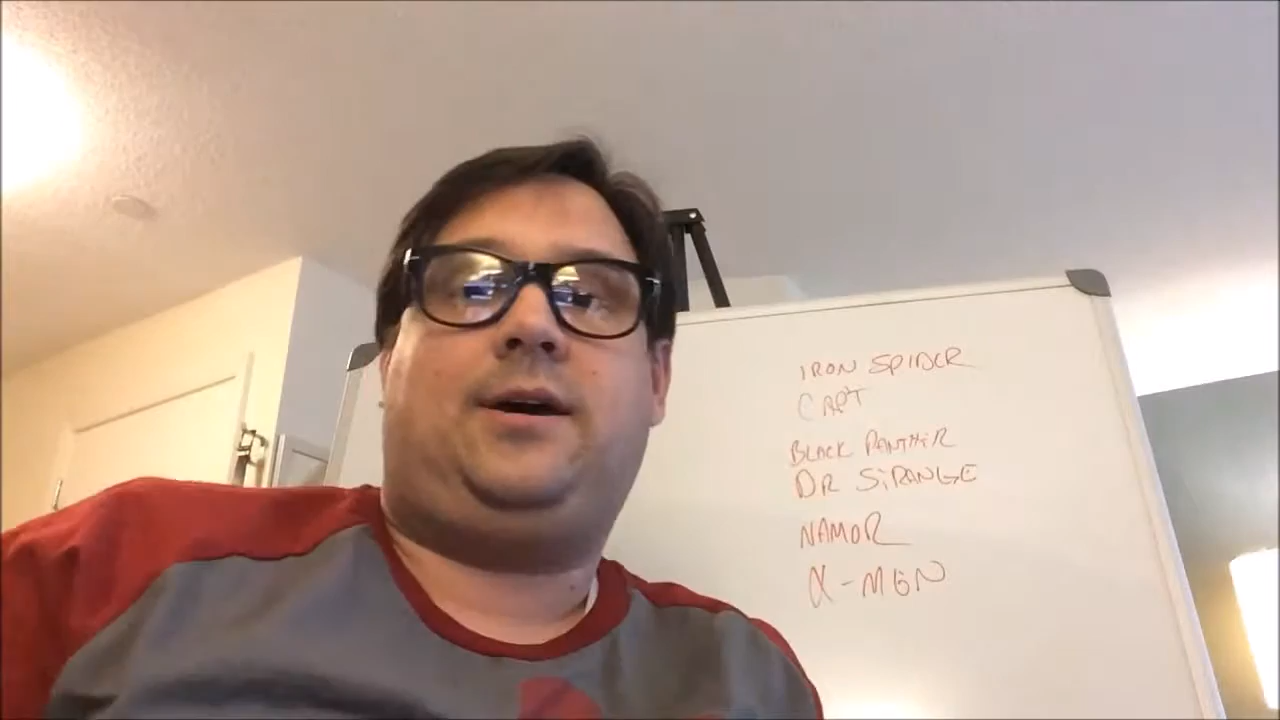 IRON SPIDER
CAPT
BLACK PANTHER
DR STRANGE
NAMOR
X-MEN